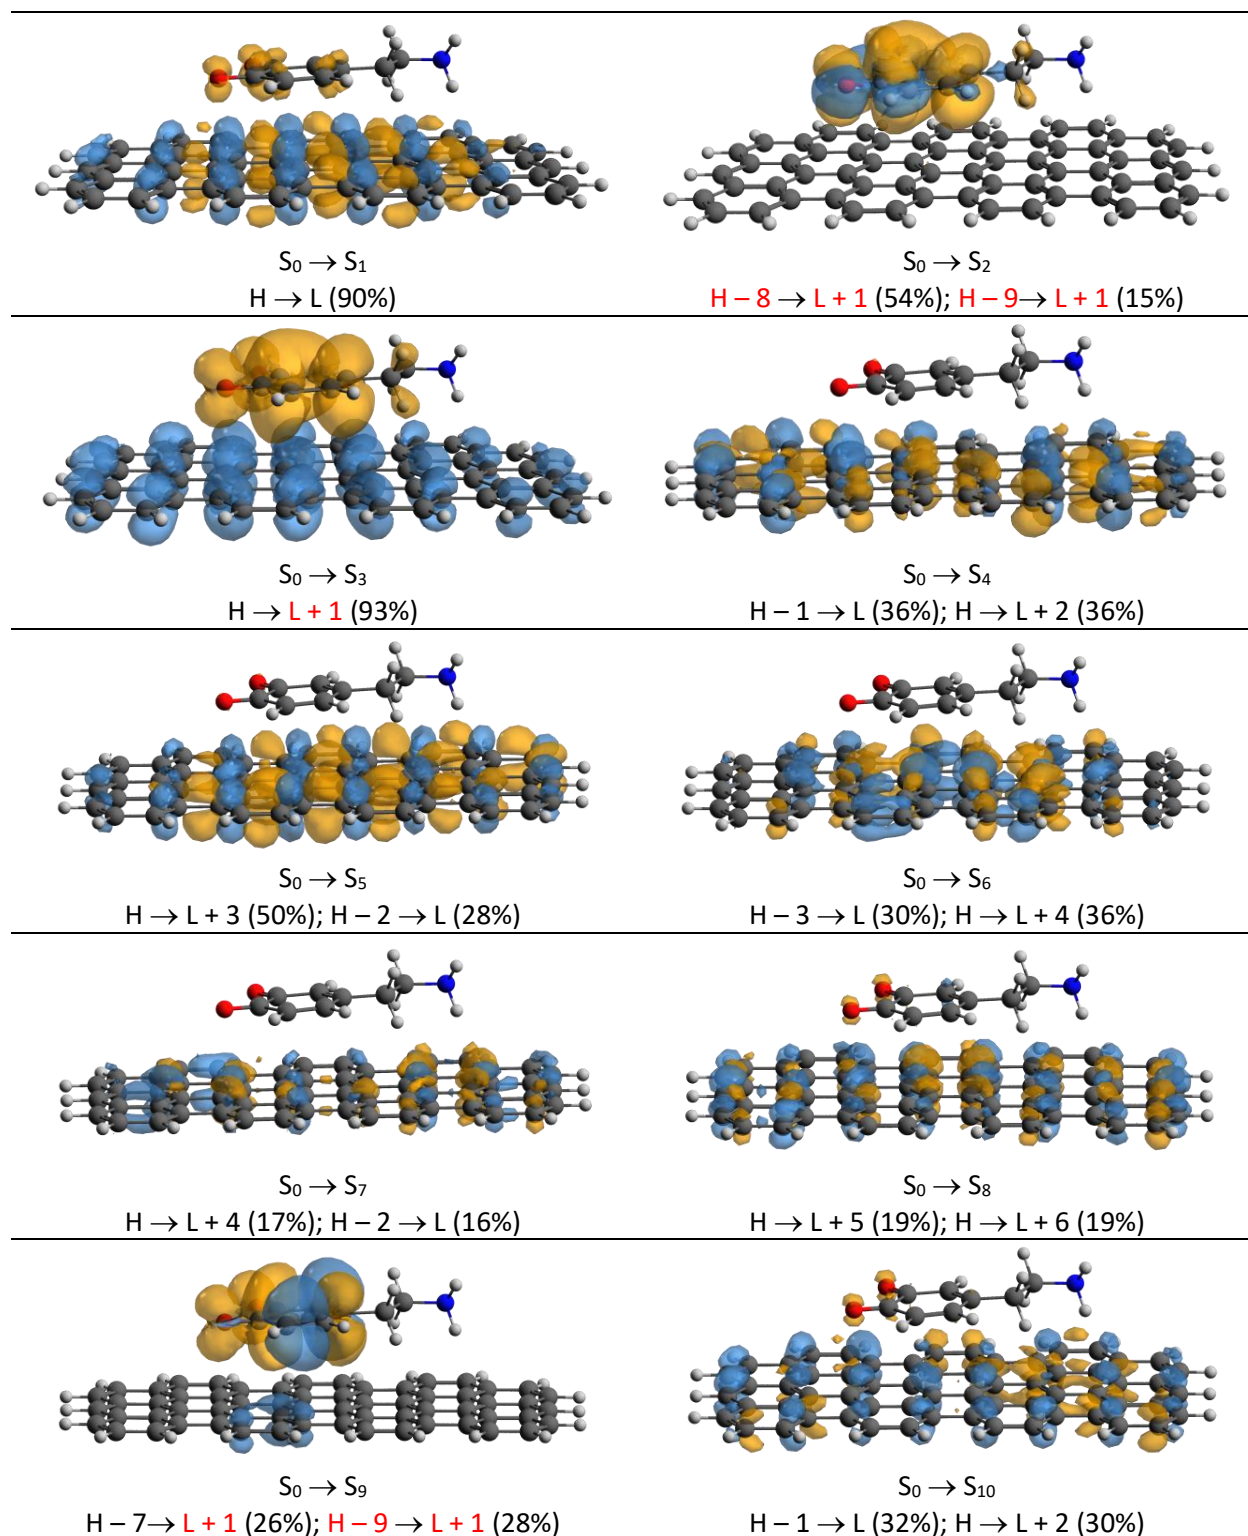 S₀ → S₁
H → L (90%)
S₀ → S₂
H – 8 → L + 1 (54%); H – 9→ L + 1 (15%)
S₀ → S₃
H → L + 1 (93%)
S₀ → S₄
H – 1 → L (36%); H → L + 2 (36%)
S₀ → S₅
H → L + 3 (50%); H – 2 → L (28%)
S₀ → S₆
H – 3 → L (30%); H → L + 4 (36%)
S₀ → S₇
H → L + 4 (17%); H – 2 → L (16%)
S₀ → S₈
H → L + 5 (19%); H → L + 6 (19%)
S₀ → S₉
H – 7→ L + 1 (26%); H – 9 → L + 1 (28%)
S₀ → S₁₀
H – 1 → L (32%); H → L + 2 (30%)